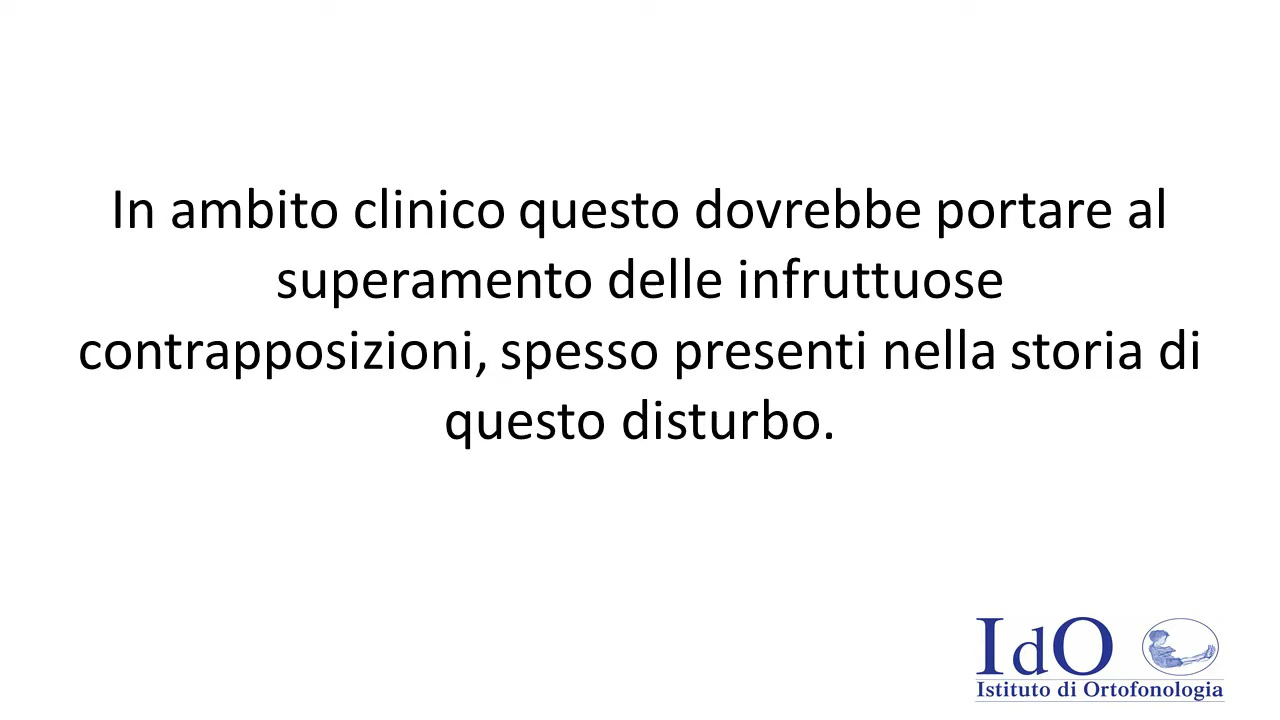 In ambito clinico questo dovrebbe portare al
superamento delle infruttuose
contrapposizioni, spesso presenti nella storia di
questo disturbo.
IdO
Istituto di Ortofonologia